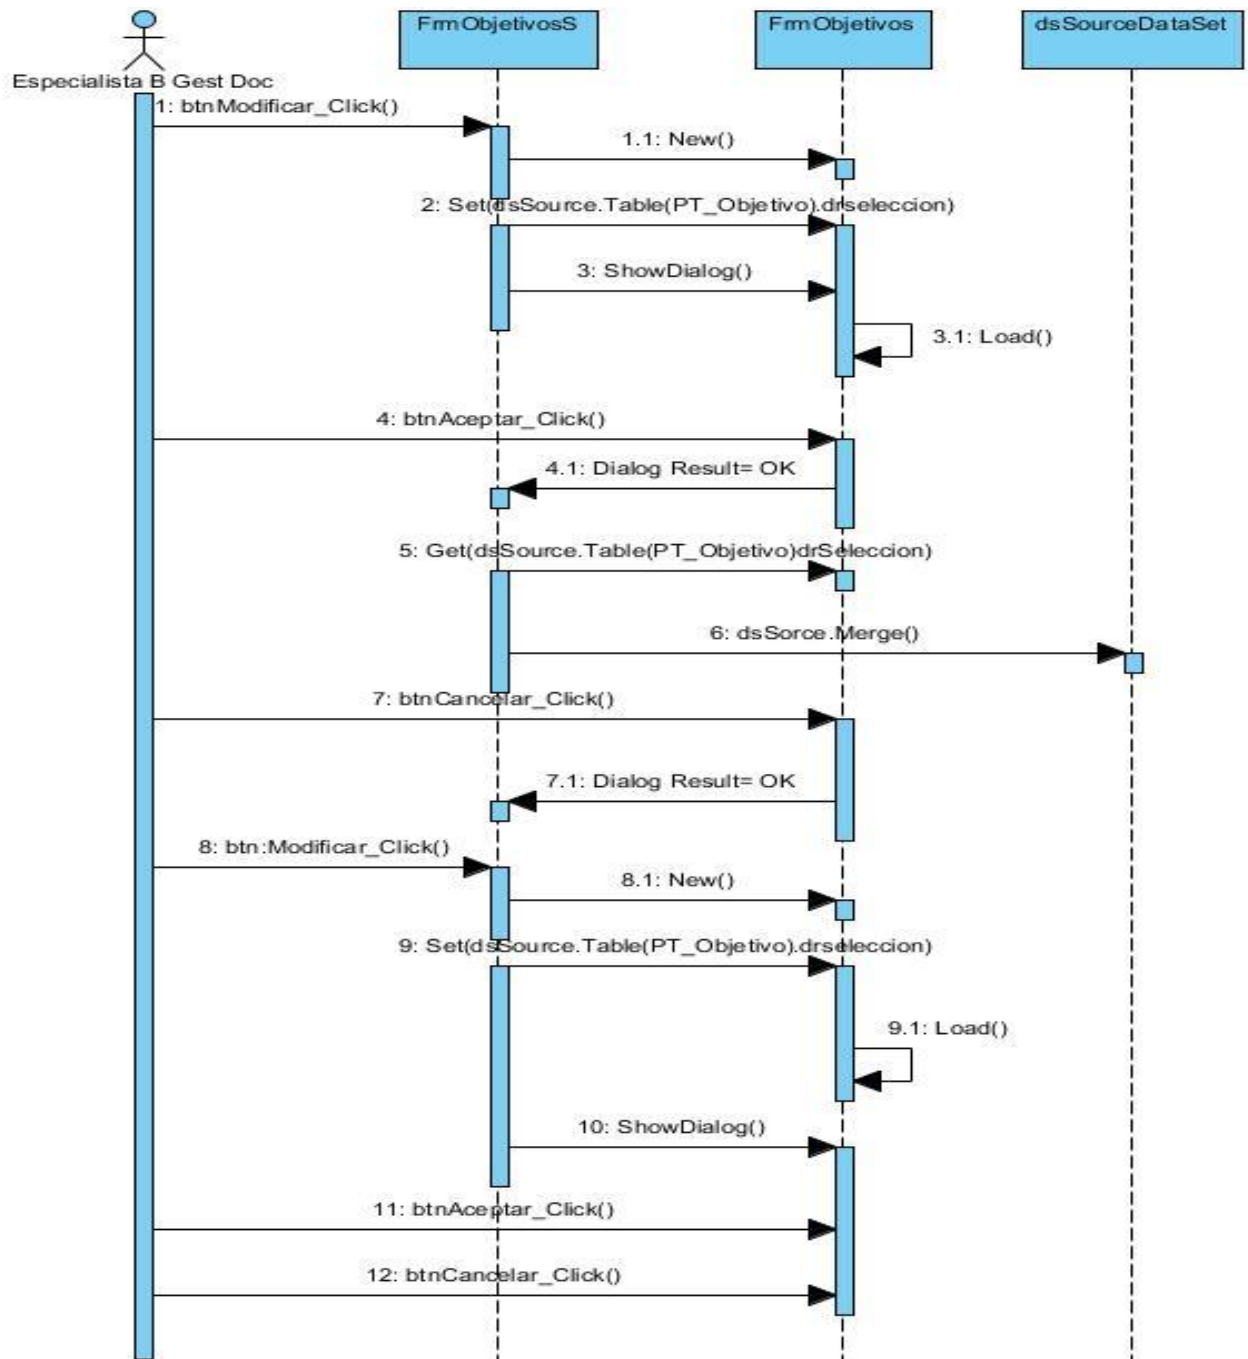 FrmObjetivosS
FrmObjetivos
dsSourceDataSet
Especialista B Gest Doc
1: btnModificar_Click()
1.1: New()
2: Set(dsSource.Table(PT_Objetivo).drseleccion)
3: ShowDialog()
3.1: Load()
4: btnAceptar_Click()
4.1: Dialog Result= OK
5: Get(dsSource.Table(PT_Objetivo)drSeleccion)
6: dsSorce.Merge()
7: btnCancelar_Click()
7.1: Dialog Result= OK
8: btn:Modificar_Click()
8.1: New()
9: Set(dsSource.Table(PT_Objetivo).drseleccion)
9.1: Load()
10: ShowDialog()
11: btnAceptar_Click()
12: btnCancelar_Click()